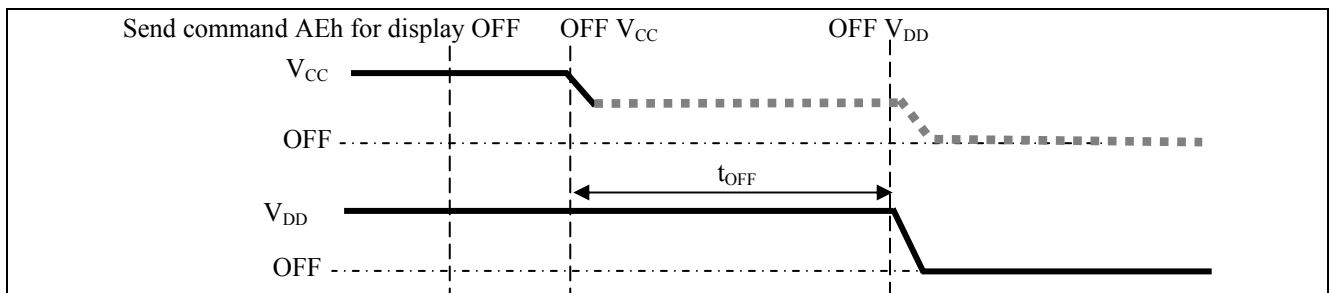 Send command AEh for display OFF OFF VCC OFF VDD
VCC
OFF
tOFF
VDD
OFF